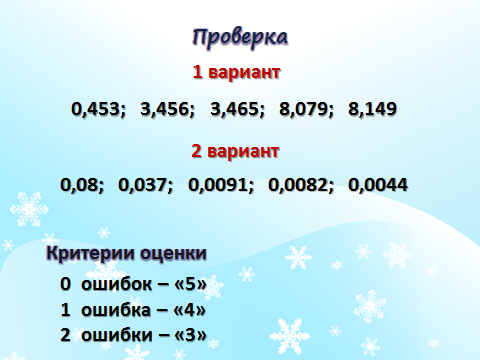 Проверка
1 вариант
0,453; 3,456; 3,465; 8,079; 8,149
2 вариант
0,08; 0,037; 0,0091; 0,0082; 0,0044
Критерии оценки
0 ошибок – «5»
1 ошибка – «4»
2 ошибки – «3»